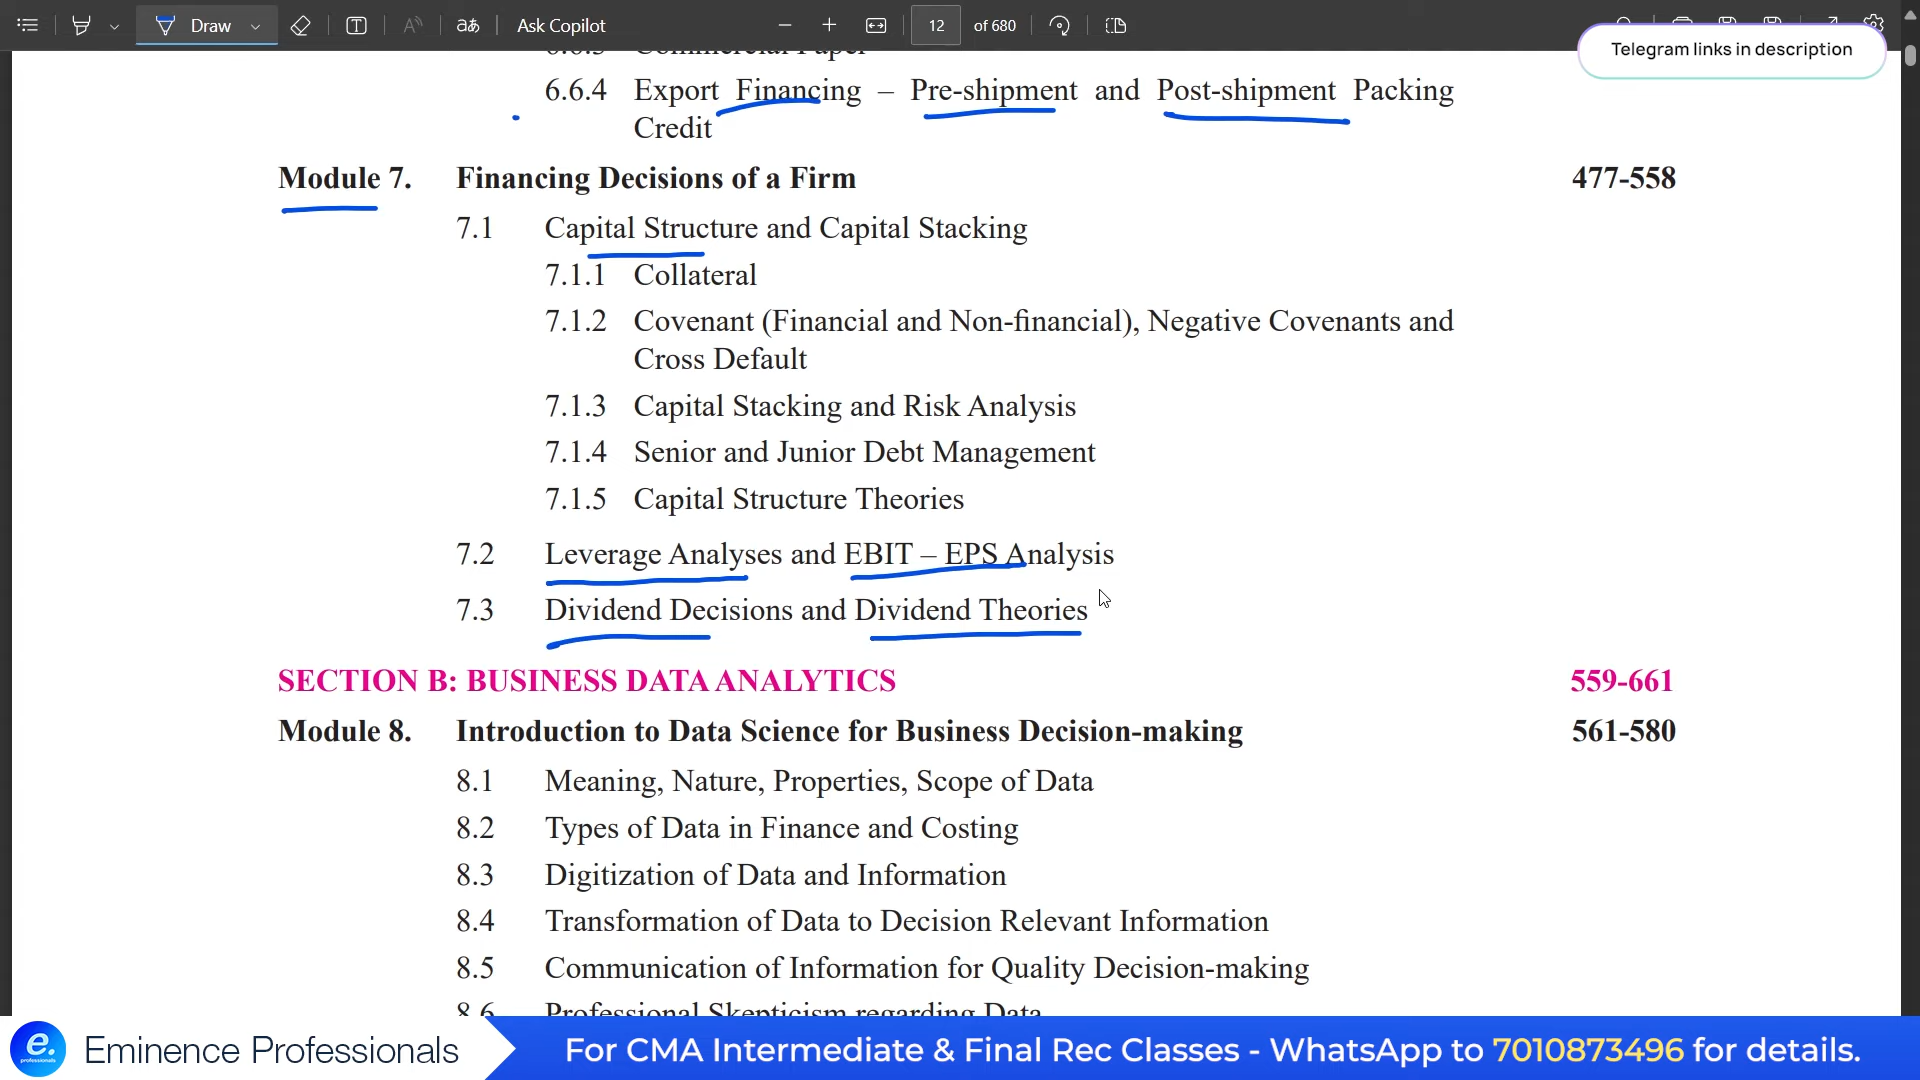 Draw
Ask Copilot
12 of 680
Telegram links in description
6.6.3 Commercial Paper
6.6.4 Export Financing – Pre-shipment and Post-shipment Packing
Credit
Module 7. Financing Decisions of a Firm 477-558
7.1 Capital Structure and Capital Stacking
7.1.1 Collateral
7.1.2 Covenant (Financial and Non-financial), Negative Covenants and
Cross Default
7.1.3 Capital Stacking and Risk Analysis
7.1.4 Senior and Junior Debt Management
7.1.5 Capital Structure Theories
7.2 Leverage Analyses and EBIT – EPS Analysis
7.3 Dividend Decisions and Dividend Theories
SECTION B: BUSINESS DATA ANALYTICS 559-661
Module 8. Introduction to Data Science for Business Decision-making 561-580
8.1 Meaning, Nature, Properties, Scope of Data
8.2 Types of Data in Finance and Costing
8.3 Digitization of Data and Information
8.4 Transformation of Data to Decision Relevant Information
8.5 Communication of Information for Quality Decision-making
8.6 Professional Skepticism regarding Data
e.
professionals
Eminence Professionals
For CMA Intermediate & Final Rec Classes - WhatsApp to 7010873496 for details.